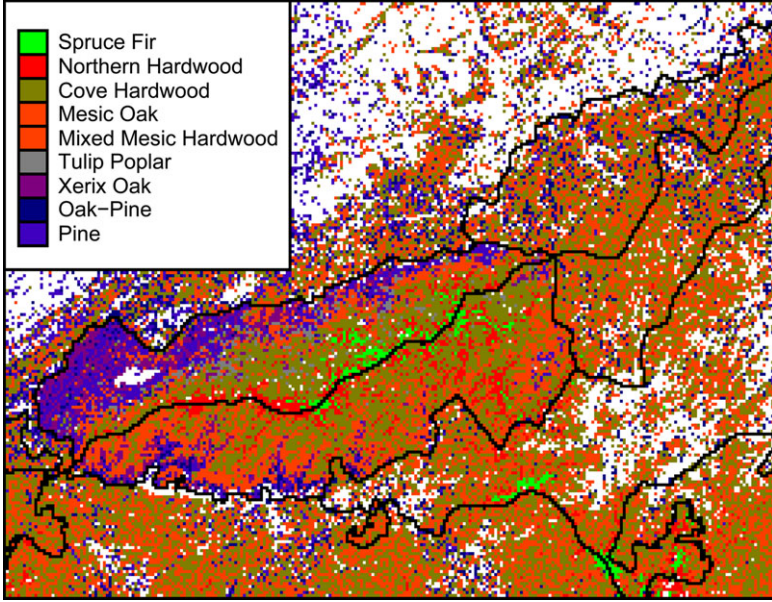 Spruce Fir
Northern Hardwood
Cove Hardwood
Mesic Oak
Mixed Mesic Hardwood
Tulip Poplar
Xerix Oak
Oak−Pine
Pine